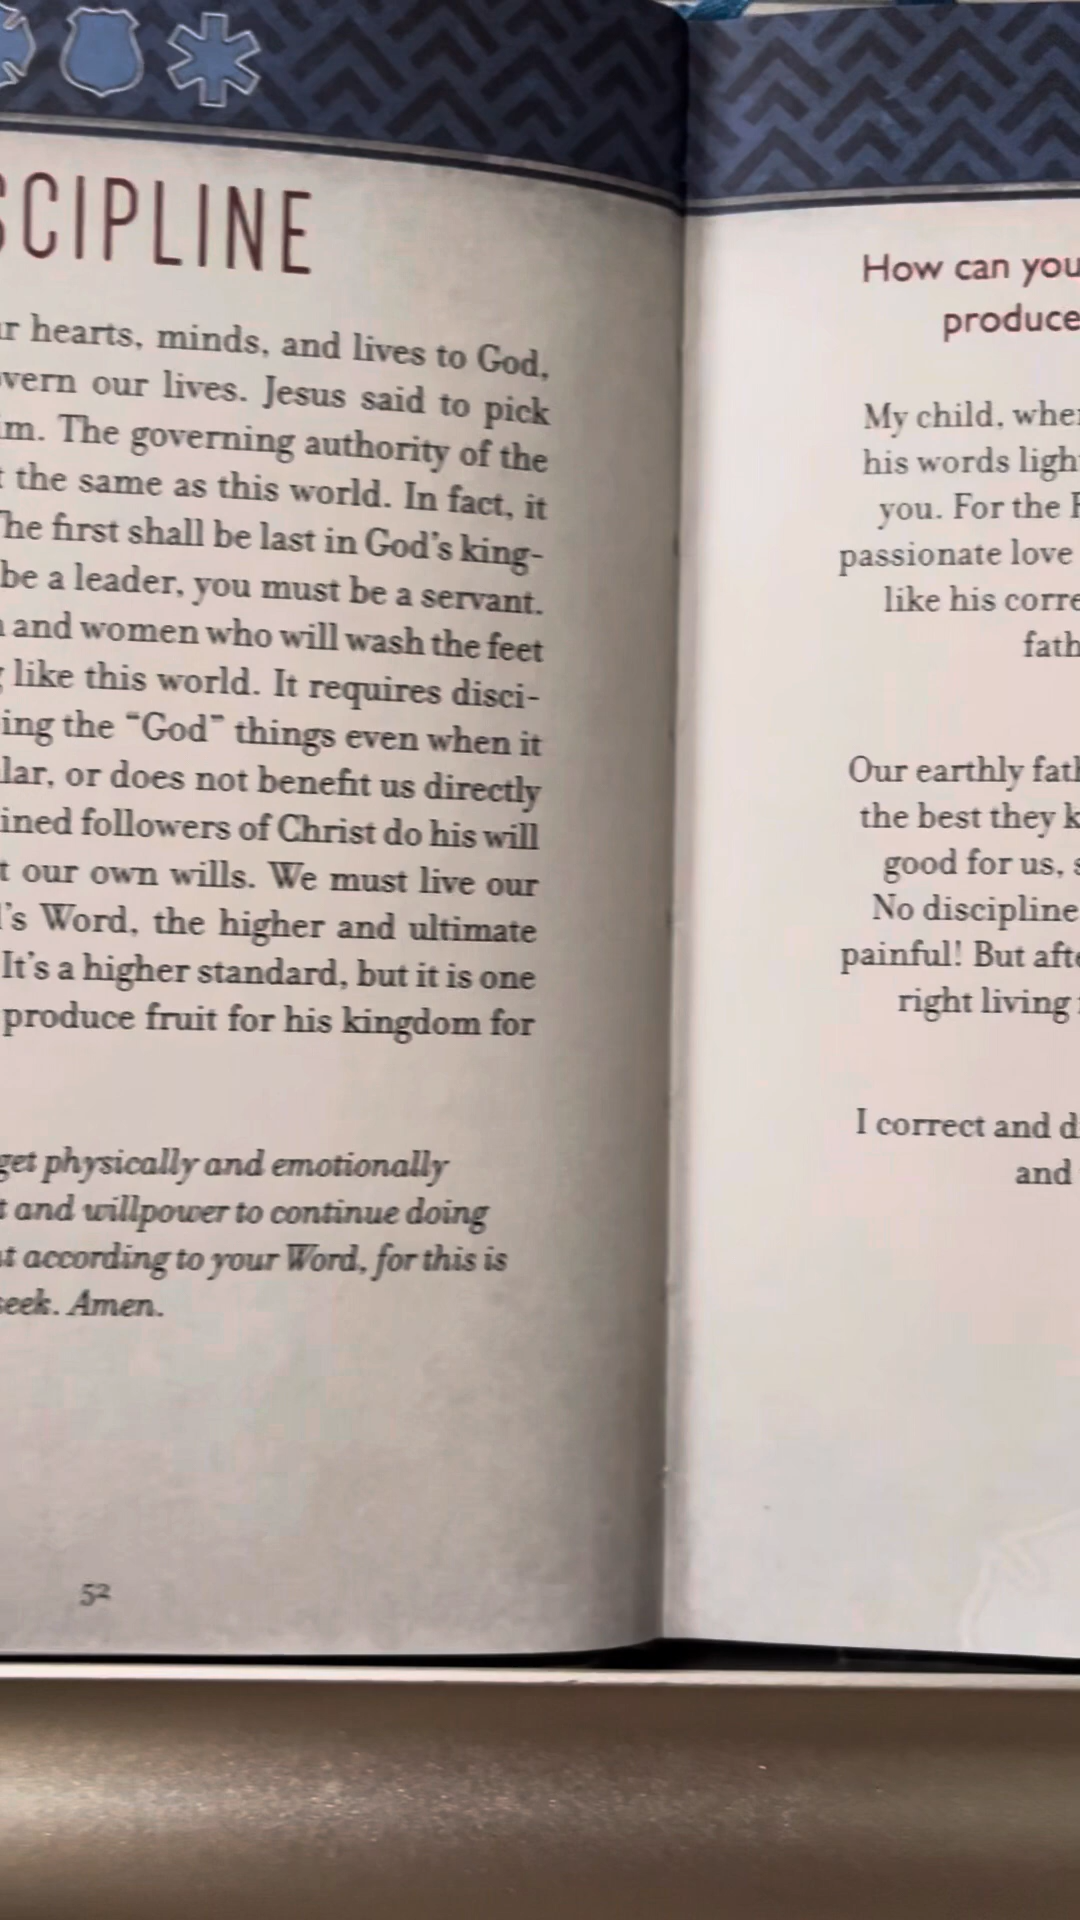 SCIPLINE
hearts, minds, and lives to God,
our lives. Jesus said to pick
The governing authority of the
the same as this world. In fact, it
The first shall be last in God's king-
be a leader, you must be a servant.
and women who will wash the feet
like this world. It requires disci-
ing the "God" things even when it
lar, or does not benefit us directly
ined followers of Christ do his will
our own wills. We must live our
's Word, the higher and ultimate
It's a higher standard, but it is one
produce fruit for his kingdom for
get physically and emotionally
and willpower to continue doing
according to your Word, for this is
seek. Amen.
52
How can you
produce
My child, when
his words light
you. For the
passionate love
like his corre
fath
Our earthly fath
the best they k
good for us, s
No discipline
painful! But afte
right living
I correct and d
and